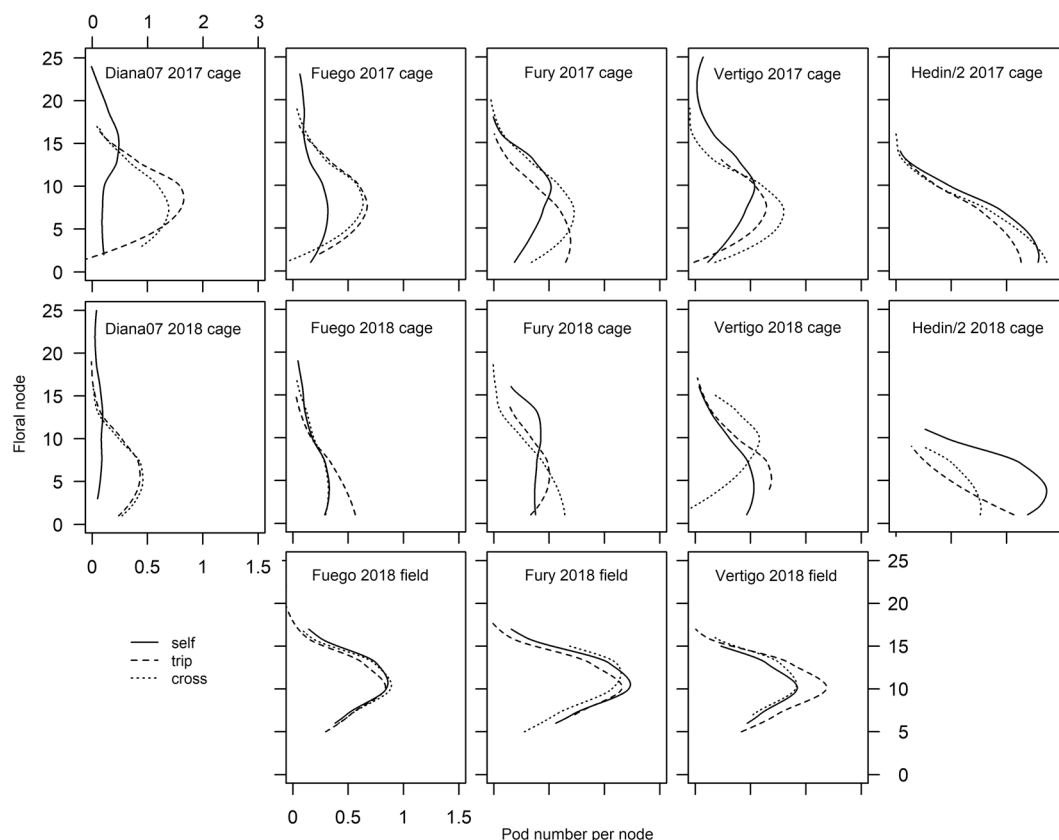 0 1 2 3
Diana07 2017 cage
Fuego 2017 cage
Fury 2017 cage
Vertigo 2017 cage
Hedin/2 2017 cage
25
20
15
10
5
0
Diana07 2018 cage
Fuego 2018 cage
Fury 2018 cage
Vertigo 2018 cage
Hedin/2 2018 cage
25
20
15
10
5
0
Floral node
0 0.5 1 1.5
Fuego 2018 field
Fury 2018 field
Vertigo 2018 field
25
20
15
10
5
0
self
trip
cross
0 0.5 1 1.5
Pod number per node